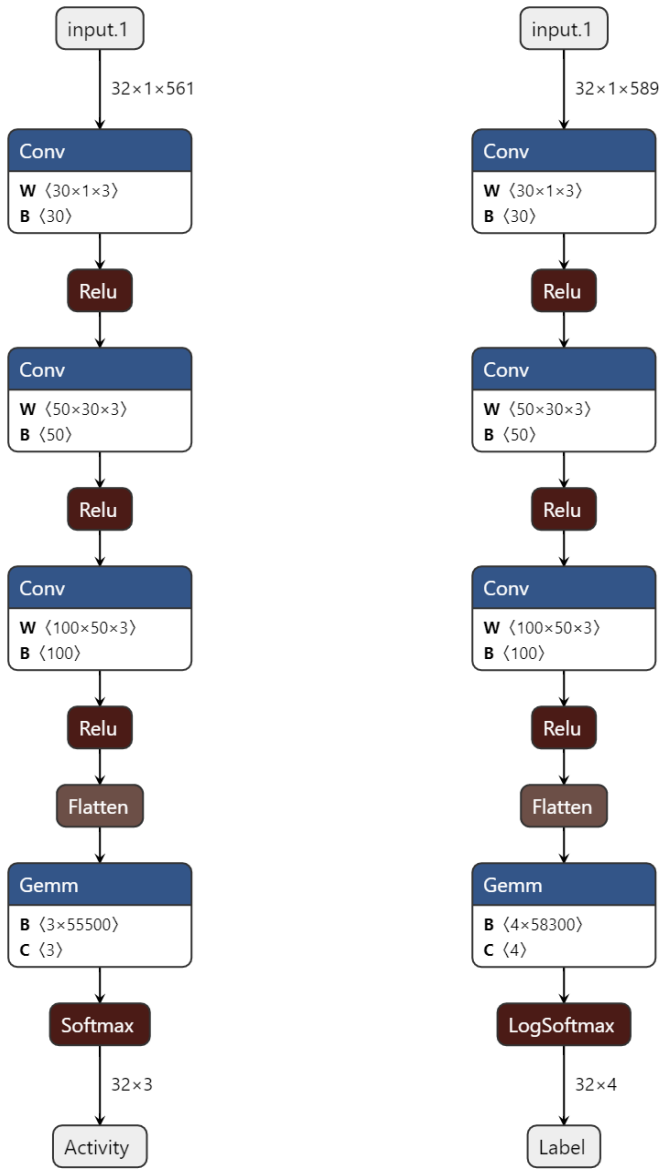 input.1
32×1×561
Conv
W 〈30×1×3〉
B 〈30〉
Relu
Conv
W 〈50×30×3〉
B 〈50〉
Relu
Conv
W 〈100×50×3〉
B 〈100〉
Relu
Flatten
Gemm
B 〈3×55500〉
C 〈3〉
Softmax
32×3
Activity
input.1
32×1×589
Conv
W 〈30×1×3〉
B 〈30〉
Relu
Conv
W 〈50×30×3〉
B 〈50〉
Relu
Conv
W 〈100×50×3〉
B 〈100〉
Relu
Flatten
Gemm
B 〈4×58300〉
C 〈4〉
LogSoftmax
32×4
Label